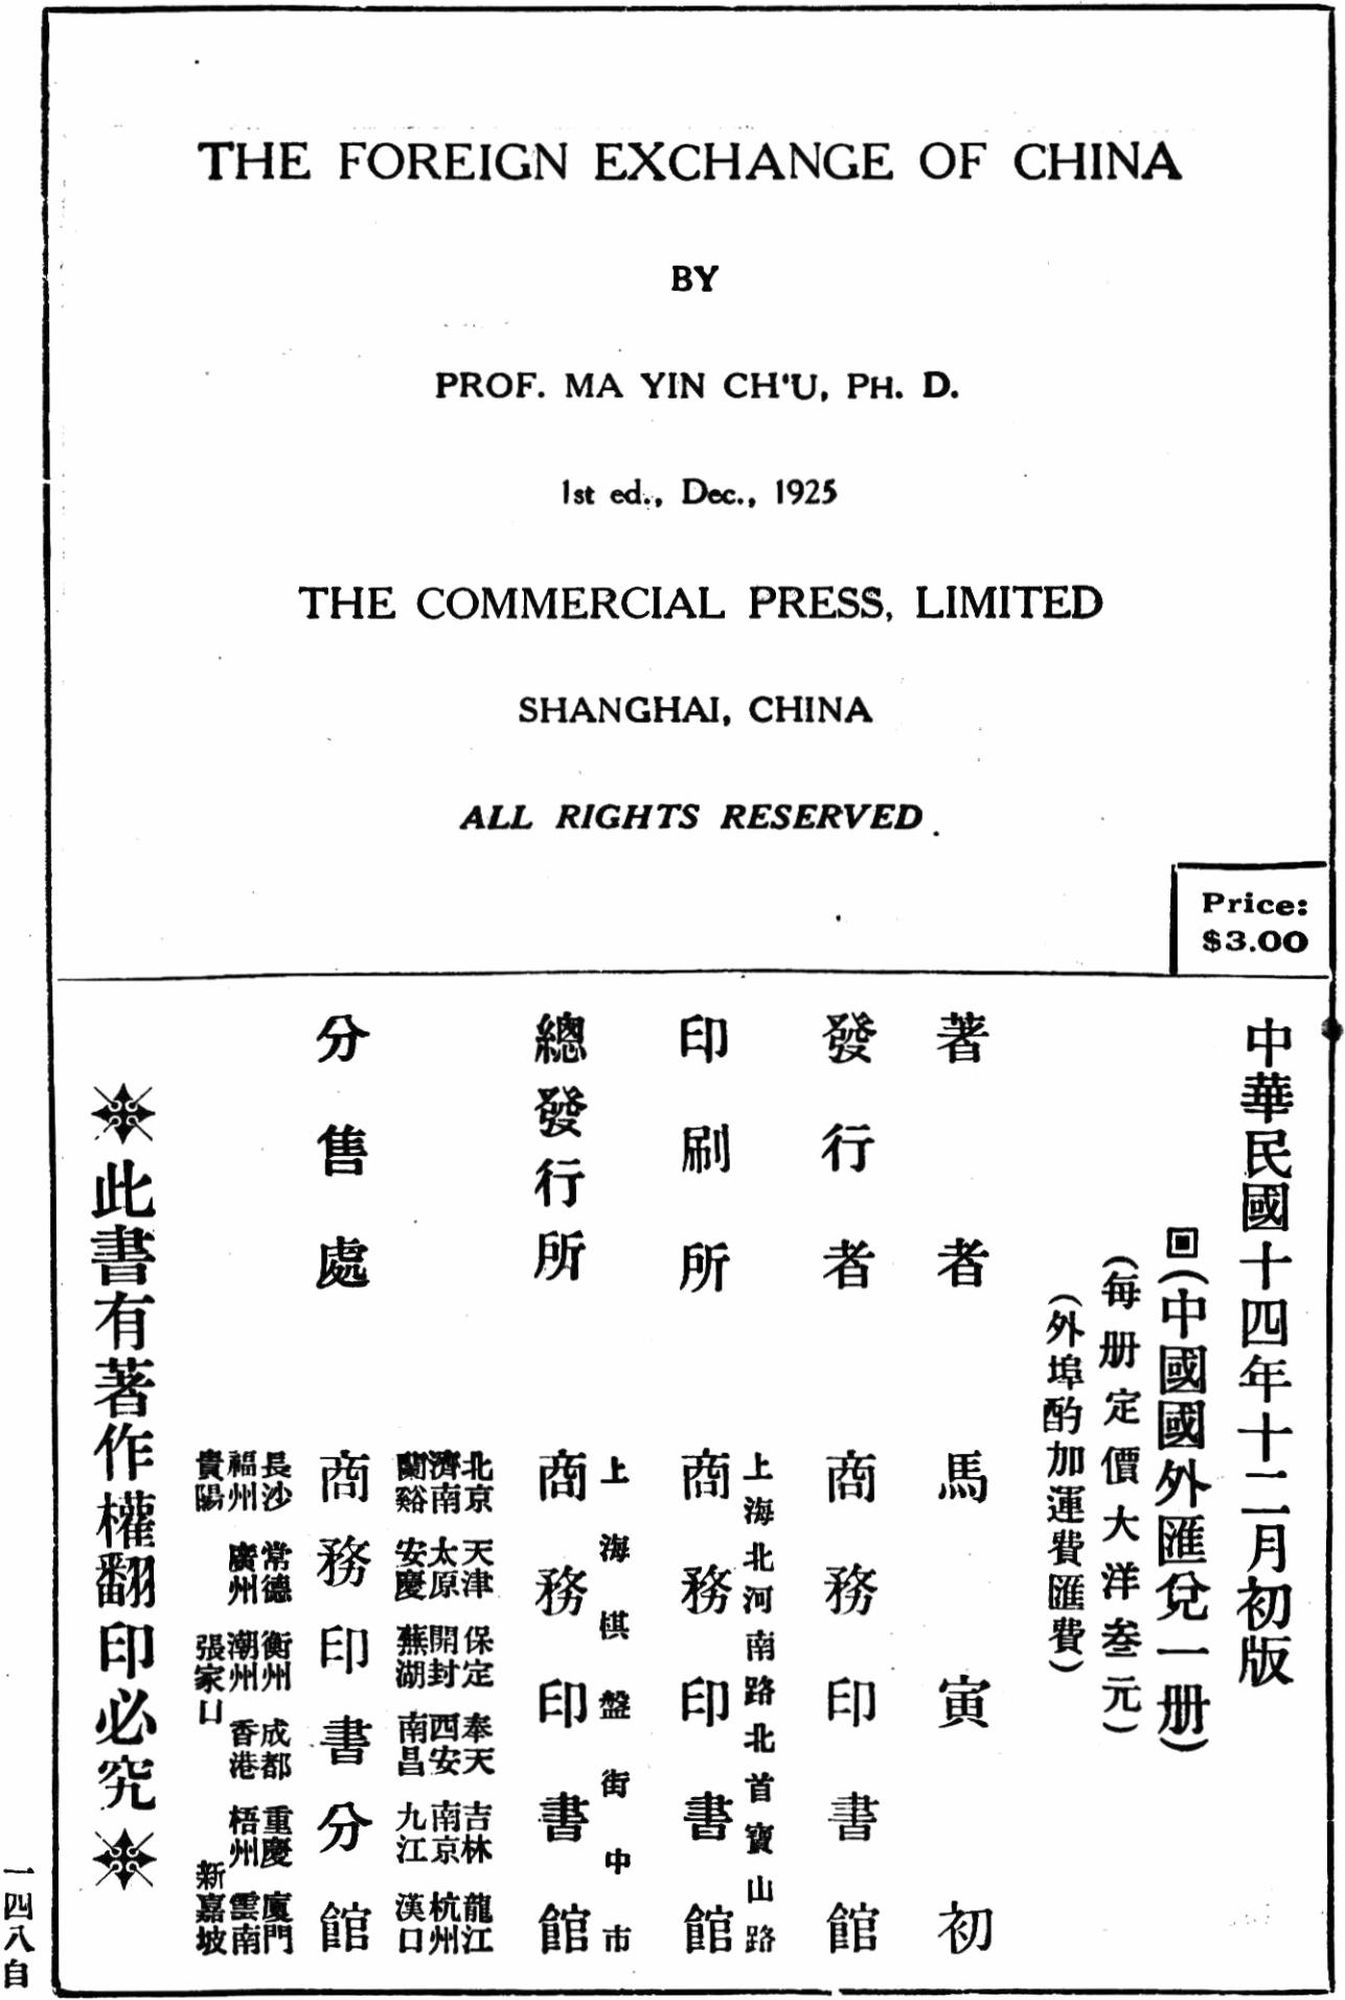 THE FOREIGN EXCHANGE OF CHINA
BY
PROF. MA YIN CH'U, PH. D.
1st ed., Dec., 1925
THE COMMERCIAL PRESS, LIMITED
SHANGHAI, CHINA
ALL RIGHTS RESERVED.
Price:
$3.00
中華民國十四年十二月初版
(中國國外匯兌一册)
(每册定價大洋叁元)
(外埠酌加運費匯費)
著者 馬寅初
發行者 商務印書館
上海北河南路北首寶山路
印刷所 商務印書館
上海棋盤街中市
總發行所 商務印書館
北京 天津 保定 奉天 吉林 龍江
濟南 太原 開封 西安 南京 杭州
蘭谿 安慶 蕪湖 南昌 九江 漢口
分售處 商務印書分館
長沙 常德 衡州 成都 重慶 廈門
福州 廣州 潮州 香港 梧州 雲南
貴陽 張家口 新嘉坡
此書有著作權翻印必究
一四八自